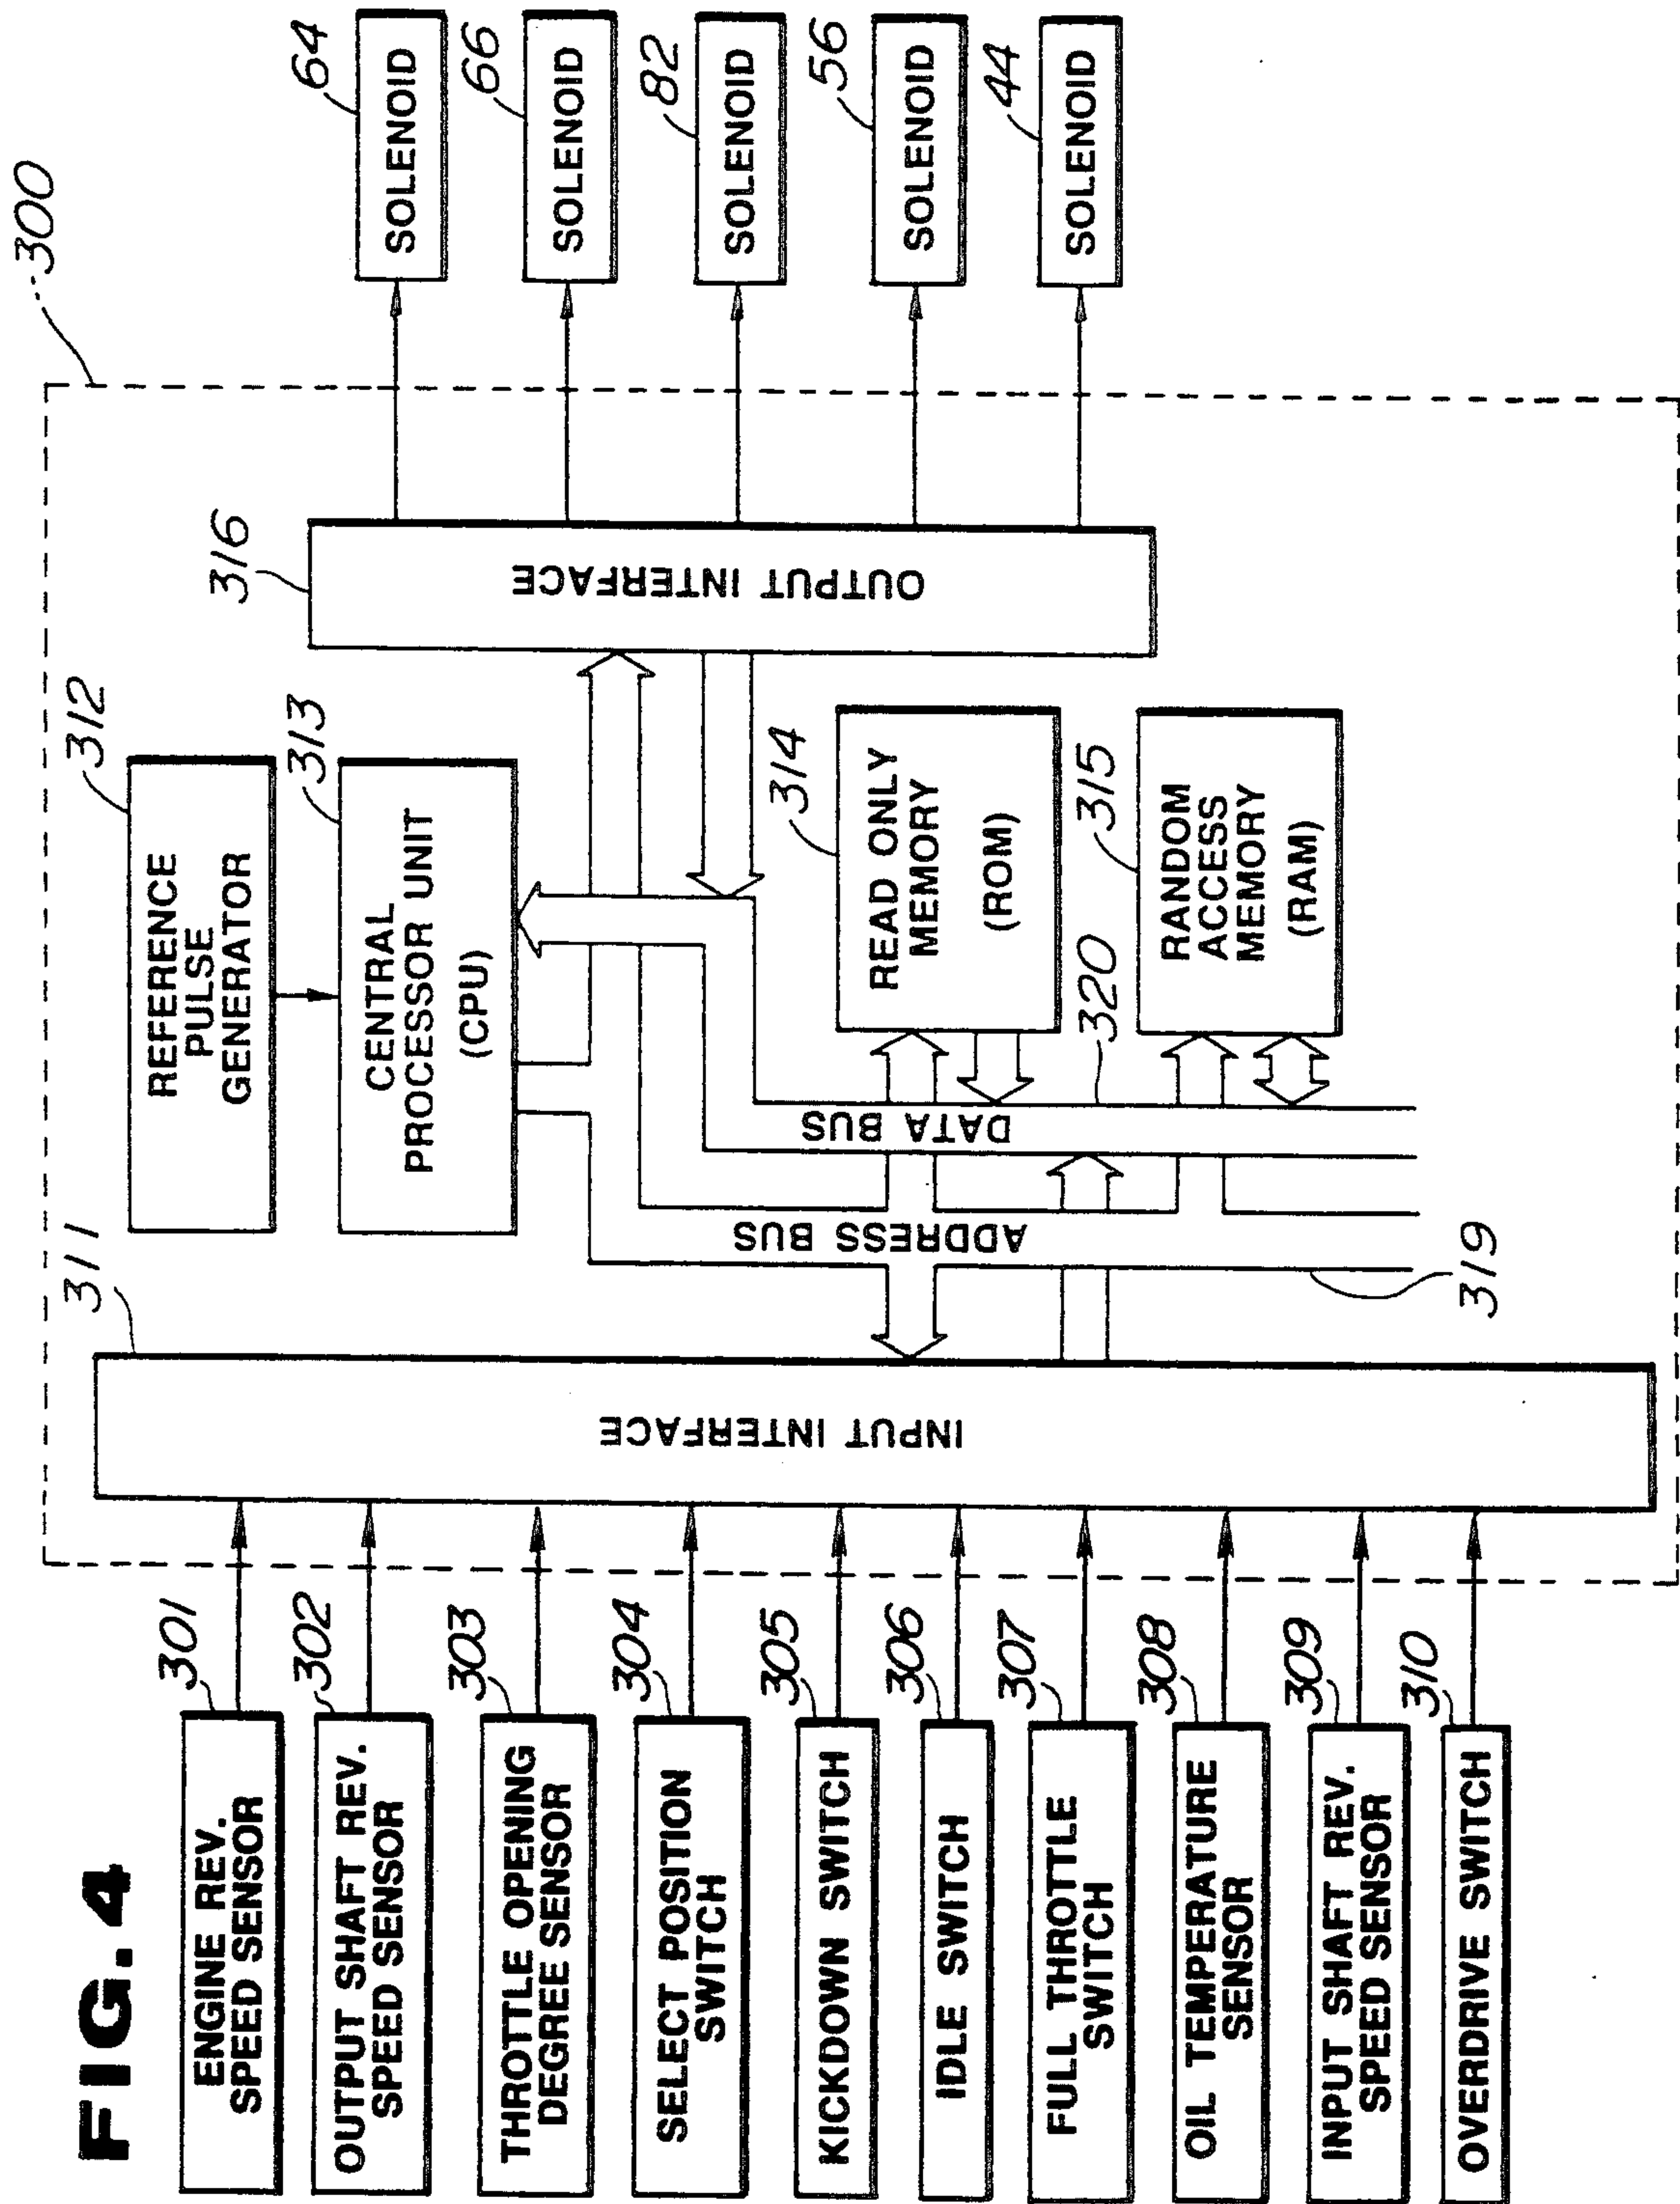 FIG.4
300
ENGINE REV.
SPEED SENSOR
301
OUTPUT SHAFT REV.
SPEED SENSOR
302
THROTTLE OPENING
DEGREE SENSOR
303
SELECT POSITION
SWITCH
304
KICKDOWN SWITCH
305
IDLE SWITCH
306
FULL THROTTLE
SWITCH
307
OIL TEMPERATURE
SENSOR
308
INPUT SHAFT REV.
SPEED SENSOR
309
OVERDRIVE SWITCH
310
311
INPUT INTERFACE
REFERENCE
PULSE
GENERATOR
312
CENTRAL
PROCESSOR UNIT
(CPU)
313
ADDRESS BUS
319
DATA BUS
320
READ ONLY
MEMORY
(ROM)
314
RANDOM
ACCESS
MEMORY
(RAM)
315
316
OUTPUT INTERFACE
SOLENOID
64
SOLENOID
66
SOLENOID
82
SOLENOID
56
SOLENOID
44